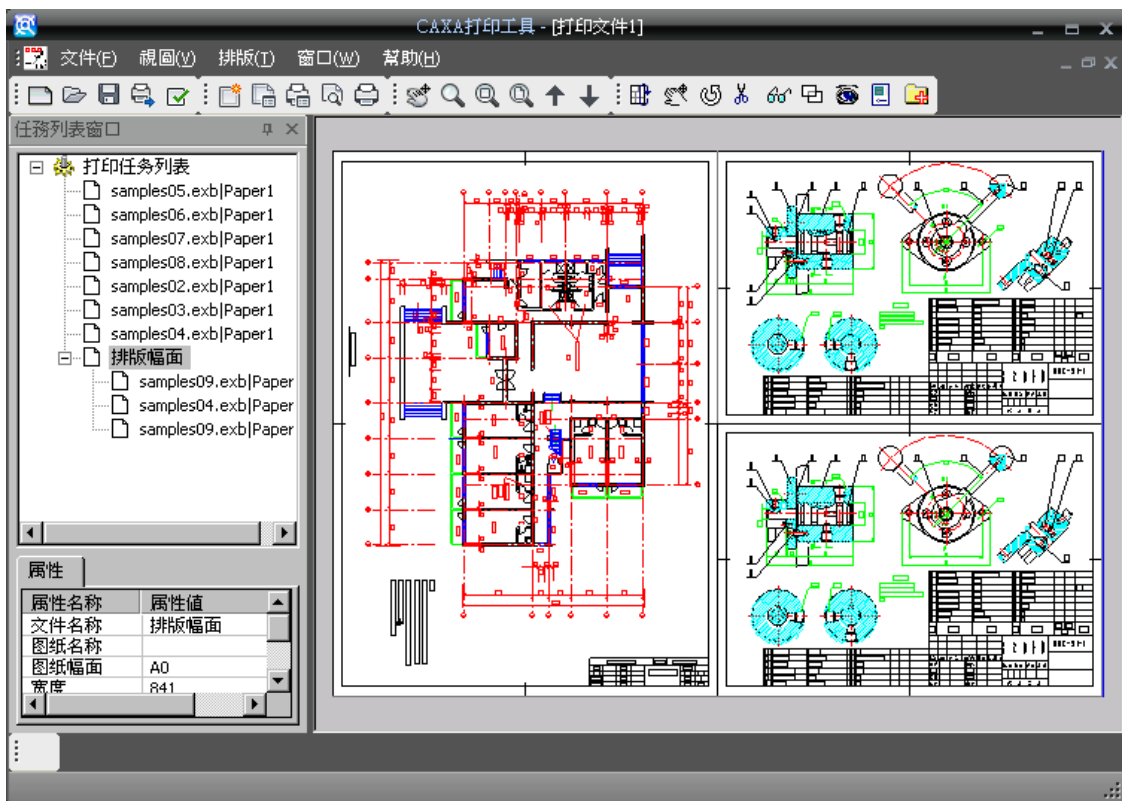 CAXA打印工具 - [打印文件1]
文件(F) 視圖(V) 排版(T) 窗口(W) 幫助(H)
任務列表窗口
打印任务列表
samples05.exb|Paper1
samples06.exb|Paper1
samples07.exb|Paper1
samples08.exb|Paper1
samples02.exb|Paper1
samples03.exb|Paper1
samples04.exb|Paper1
排版幅面
samples09.exb|Paper
samples04.exb|Paper
samples09.exb|Paper
属性
属性名称 属性值
文件名称 排版幅面
图纸名称
图纸幅面 A0
宽度 841